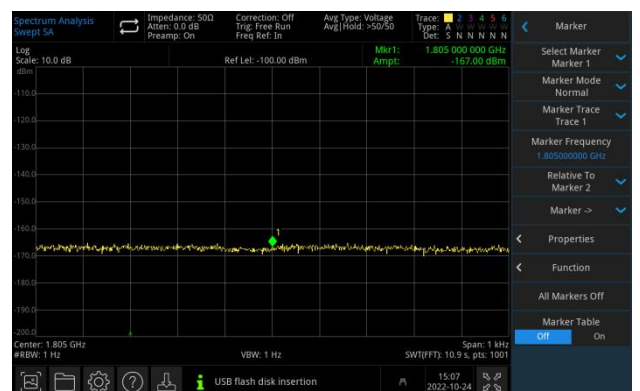 Spectrum Analysis
Swept SA
Impedance: 50Ω
Atten: 0.0 dB
Preamp: On
Correction: Off
Trig: Free Run
Freq Ref: In
Avg Type: Voltage
Avg|Hold: >50/50
Trace: 2 3 4 5 6
Type: A W W W W W
Det: S N N N N N
Log
Scale: 10.0 dB
Ref Lel: -100.00 dBm
Mkr1: 1.805 000 000 GHz
Ampt: -167.00 dBm
dBm
-110.0
-130.0
-140.0
-150.0
-160.0
1
-170.0
-190.0
-200.0
Center: 1.805 GHz
#RBW: 1 Hz
VBW: 1 Hz
Span: 1 kHz
SWT(FFT): 10.9 s, pts: 1001
USB flash disk insertion
15:07
2022-10-24
Marker
Select Marker
Marker 1
Marker Mode
Normal
Marker Trace
Trace 1
Marker Frequency
1.805000000 GHz
Relative To
Marker 2
Marker ->
Properties
Function
All Markers Off
Marker Table
Off On